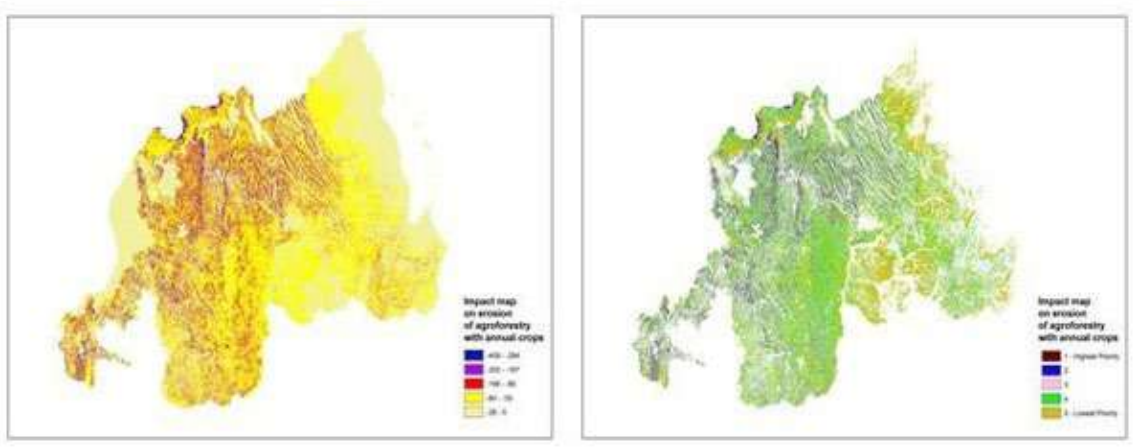 Impact map
on erosion
of agroforestry
with annual crops
Impact map
on erosion
of agroforestry
with annual crops
1 - Highest Priority
2
3
4
5 - Lowest Priority